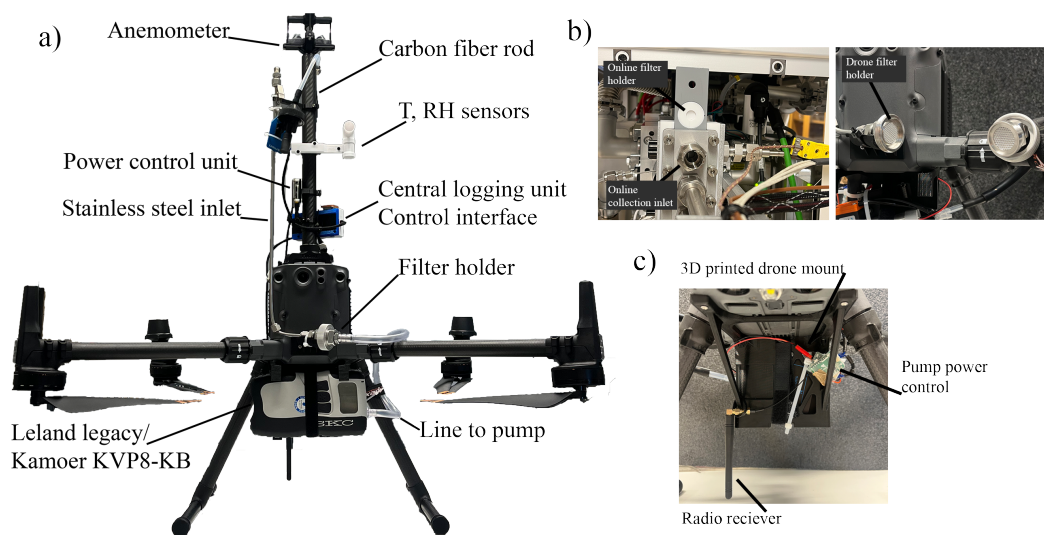 a)
Anemometer
Carbon fiber rod
T, RH sensors
Power control unit
Stainless steel inlet
Central logging unit
Control interface
Filter holder
Leland legacy/
Kamoer KVP8-KB
Line to pump
SKC
b)
Online filter
holder
Online
collection inlet
Drone filter
holder
c)
3D printed drone mount
Pump power
control
Radio reciever